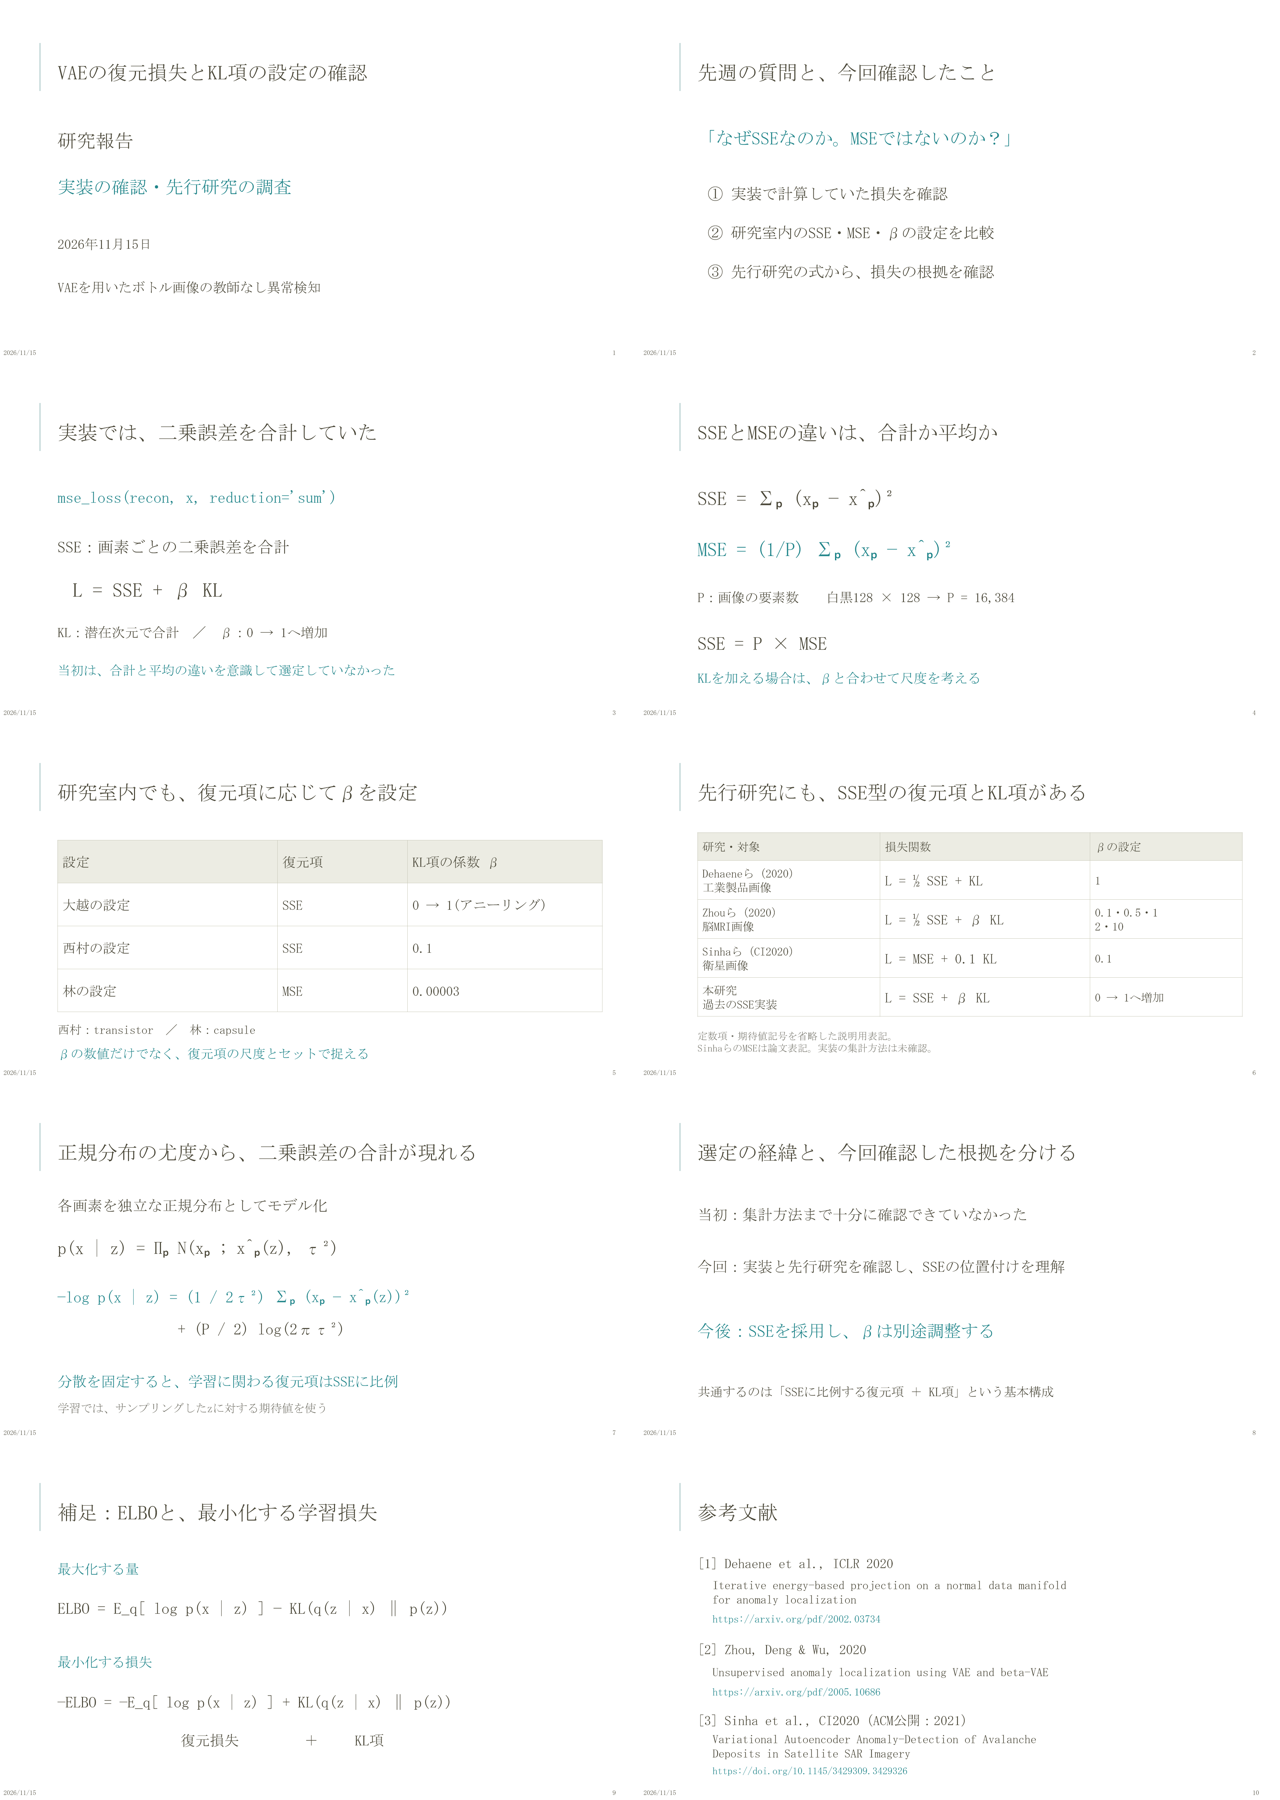 VAEの復元損失とKL項の設定の確認
研究報告
実装の確認・先行研究の調査
2026年11月15日
VAEを用いたボトル画像の教師なし異常検知
2026/11/15
1
先週の質問と、今回確認したこと
「なぜSSEなのか。MSEではないのか？」
① 実装で計算していた損失を確認
② 研究室内のSSE・MSE・βの設定を比較
③ 先行研究の式から、損失の根拠を確認
2026/11/15
2
実装では、二乗誤差を合計していた
mse_loss(recon, x, reduction='sum')
SSE：画素ごとの二乗誤差を合計
L = SSE + β KL
KL：潜在次元で合計 ／ β：0 → 1へ増加
当初は、合計と平均の違いを意識して選定していなかった
2026/11/15
3
SSEとMSEの違いは、合計か平均か
SSE = Σₚ (xₚ − x̂ₚ)²
MSE = (1/P) Σₚ (xₚ − x̂ₚ)²
P：画像の要素数 白黒128 × 128 → P = 16,384
SSE = P × MSE
KLを加える場合は、βと合わせて尺度を考える
2026/11/15
4
研究室内でも、復元項に応じてβを設定
設定 復元項 KL項の係数 β
大越の設定 SSE 0 → 1(アニーリング)
西村の設定 SSE 0.1
林の設定 MSE 0.00003
西村：transistor ／ 林：capsule
βの数値だけでなく、復元項の尺度とセットで捉える
2026/11/15
5
先行研究にも、SSE型の復元項とKL項がある
研究・対象 損失関数 βの設定
Dehaeneら (2020)
工業製品画像 L = ½ SSE + KL 1
Zhouら (2020)
脳MRI画像 L = ½ SSE + β KL 0.1・0.5・1
2・10
Sinhaら (CI2020)
衛星画像 L = MSE + 0.1 KL 0.1
本研究
過去のSSE実装 L = SSE + β KL 0 → 1へ増加
定数項・期待値記号を省略した説明用表記。
SinhaらのMSEは論文表記。実装の集計方法は未確認。
2026/11/15
6
正規分布の尤度から、二乗誤差の合計が現れる
各画素を独立な正規分布としてモデル化
p(x | z) = Πₚ N(xₚ ; x̂ₚ(z), τ²)
−log p(x | z) = (1 / 2τ²) Σₚ (xₚ − x̂ₚ(z))²
+ (P / 2) log(2πτ²)
分散を固定すると、学習に関わる復元項はSSEに比例
学習では、サンプリングしたzに対する期待値を使う
2026/11/15
7
選定の経緯と、今回確認した根拠を分ける
当初：集計方法まで十分に確認できていなかった
今回：実装と先行研究を確認し、SSEの位置付けを理解
今後：SSEを採用し、βは別途調整する
共通するのは「SSEに比例する復元項 ＋ KL項」という基本構成
2026/11/15
8
補足：ELBOと、最小化する学習損失
最大化する量
ELBO = E_q[ log p(x | z) ] − KL(q(z | x) ‖ p(z))
最小化する損失
−ELBO = −E_q[ log p(x | z) ] + KL(q(z | x) ‖ p(z))
復元損失 ＋ KL項
2026/11/15
9
参考文献
[1] Dehaene et al., ICLR 2020
Iterative energy-based projection on a normal data manifold
for anomaly localization
https://arxiv.org/pdf/2002.03734
[2] Zhou, Deng & Wu, 2020
Unsupervised anomaly localization using VAE and beta-VAE
https://arxiv.org/pdf/2005.10686
[3] Sinha et al., CI2020 (ACM公開：2021)
Variational Autoencoder Anomaly-Detection of Avalanche
Deposits in Satellite SAR Imagery
https://doi.org/10.1145/3429309.3429326
2026/11/15
10